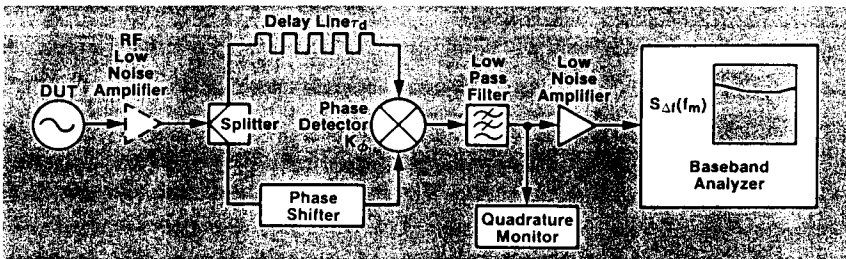 DUT
RF
Low
Noise
Amplifier
Splitter
Delay Line τd
Phase
Detector
Kϕ
Phase
Shifter
Low
Pass
Filter
Quadrature
Monitor
Low
Noise
Amplifier
SΔf(fm)
Baseband
Analyzer